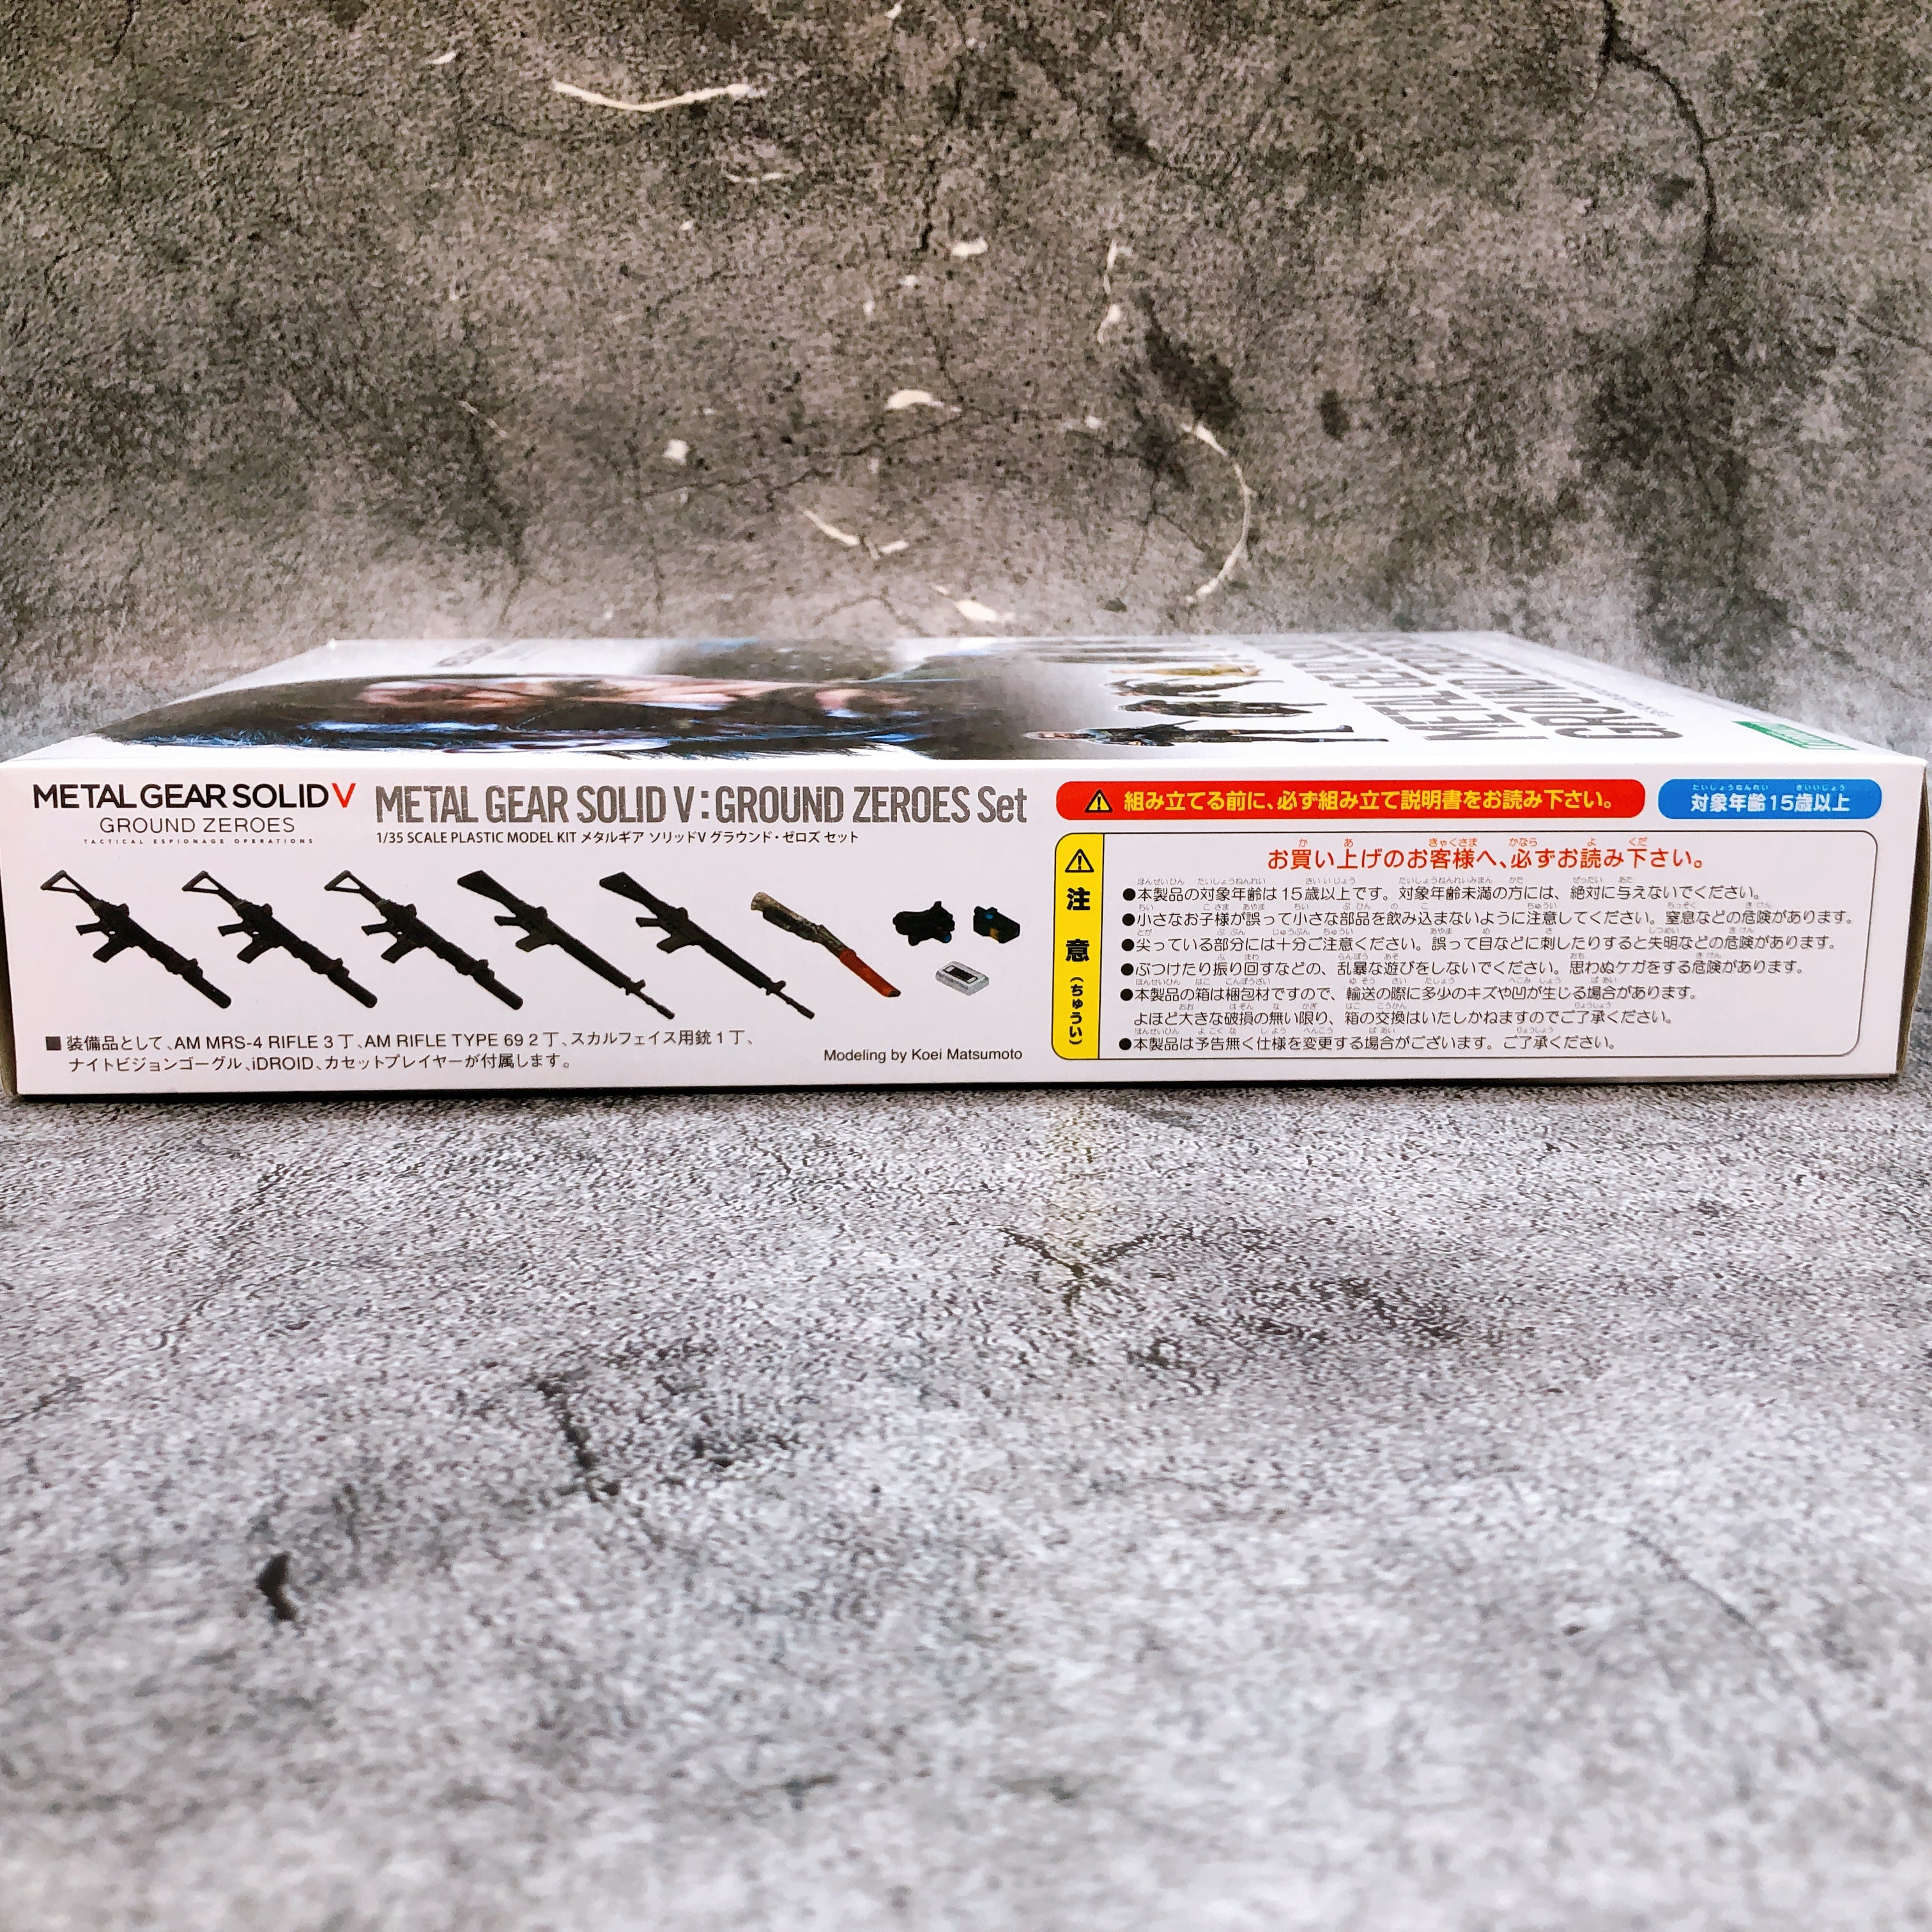 METAL GEAR SOLID V
GROUND ZEROES
TACTICAL ESPIONAGE OPERATIONS
METAL GEAR SOLID V : GROUND ZEROES Set
1/35 SCALE PLASTIC MODEL KIT メタルギア ソリッドV グラウンド・ゼロズ セット
■装備品として、AM MRS-4 RIFLE 3丁、AM RIFLE TYPE 69 2丁、スカルフェイス用銃1丁、
ナイトビジョンゴーグル、iDROID、カセットプレイヤーが付属します。
Modeling by Koei Matsumoto
組み立てる前に、必ず組み立て説明書をお読み下さい。
対象年齢15歳以上
注意(ちゅうい)
お買い上げのお客様へ、必ずお読み下さい。
●本製品の対象年齢は15歳以上です。対象年齢未満の方には、絶対に与えないでください。
●小さなお子様が誤って小さな部品を飲み込まないように注意してください。窒息などの危険があります。
●尖っている部分には十分ご注意ください。誤って目などに刺したりすると失明などの危険があります。
●ぶつけたり振り回すなどの、乱暴な遊びをしないでください。思わぬケガをする危険があります。
●本製品の箱は梱包材ですので、輸送の際に多少のキズや凹が生じる場合があります。
よほど大きな破損の無い限り、箱の交換はいたしかねますのでご了承ください。
●本製品は予告無く仕様を変更する場合がございます。ご了承ください。